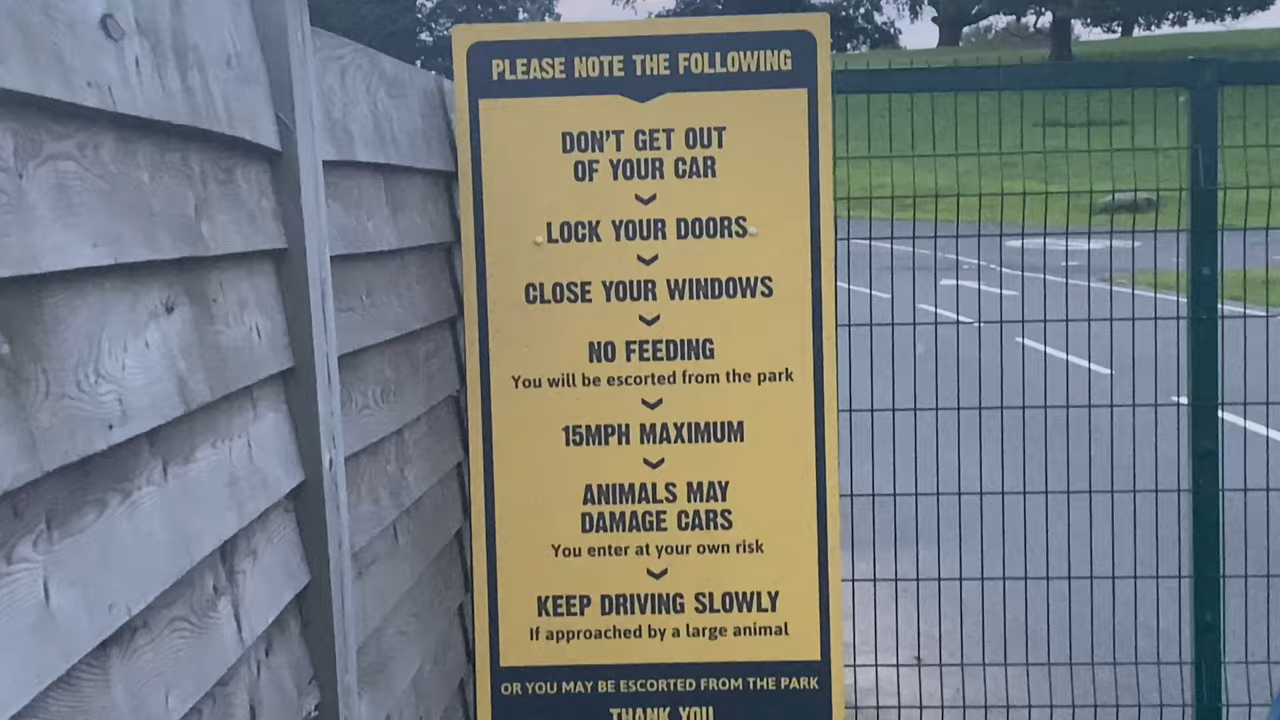 PLEASE NOTE THE FOLLOWING
DON'T GET OUT
OF YOUR CAR
LOCK YOUR DOORS
CLOSE YOUR WINDOWS
NO FEEDING
You will be escorted from the park
15MPH MAXIMUM
ANIMALS MAY
DAMAGE CARS
You enter at your own risk
KEEP DRIVING SLOWLY
If approached by a large animal
OR YOU MAY BE ESCORTED FROM THE PARK
THANK YOU